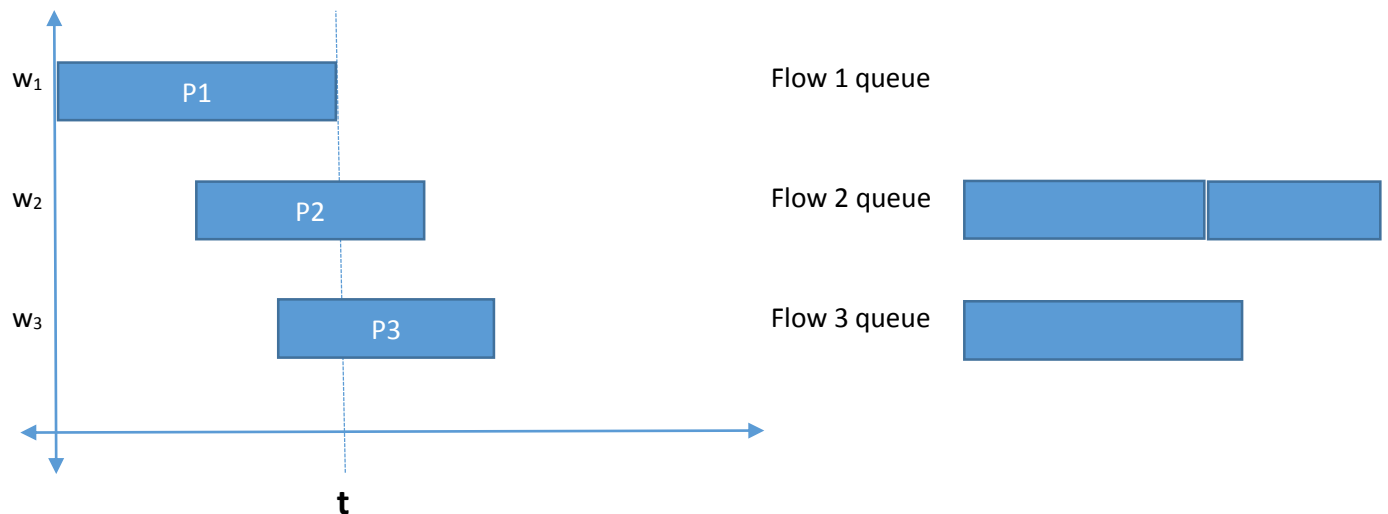 w₁
P1
Flow 1 queue
w₂
P2
Flow 2 queue
w₃
P3
Flow 3 queue
t